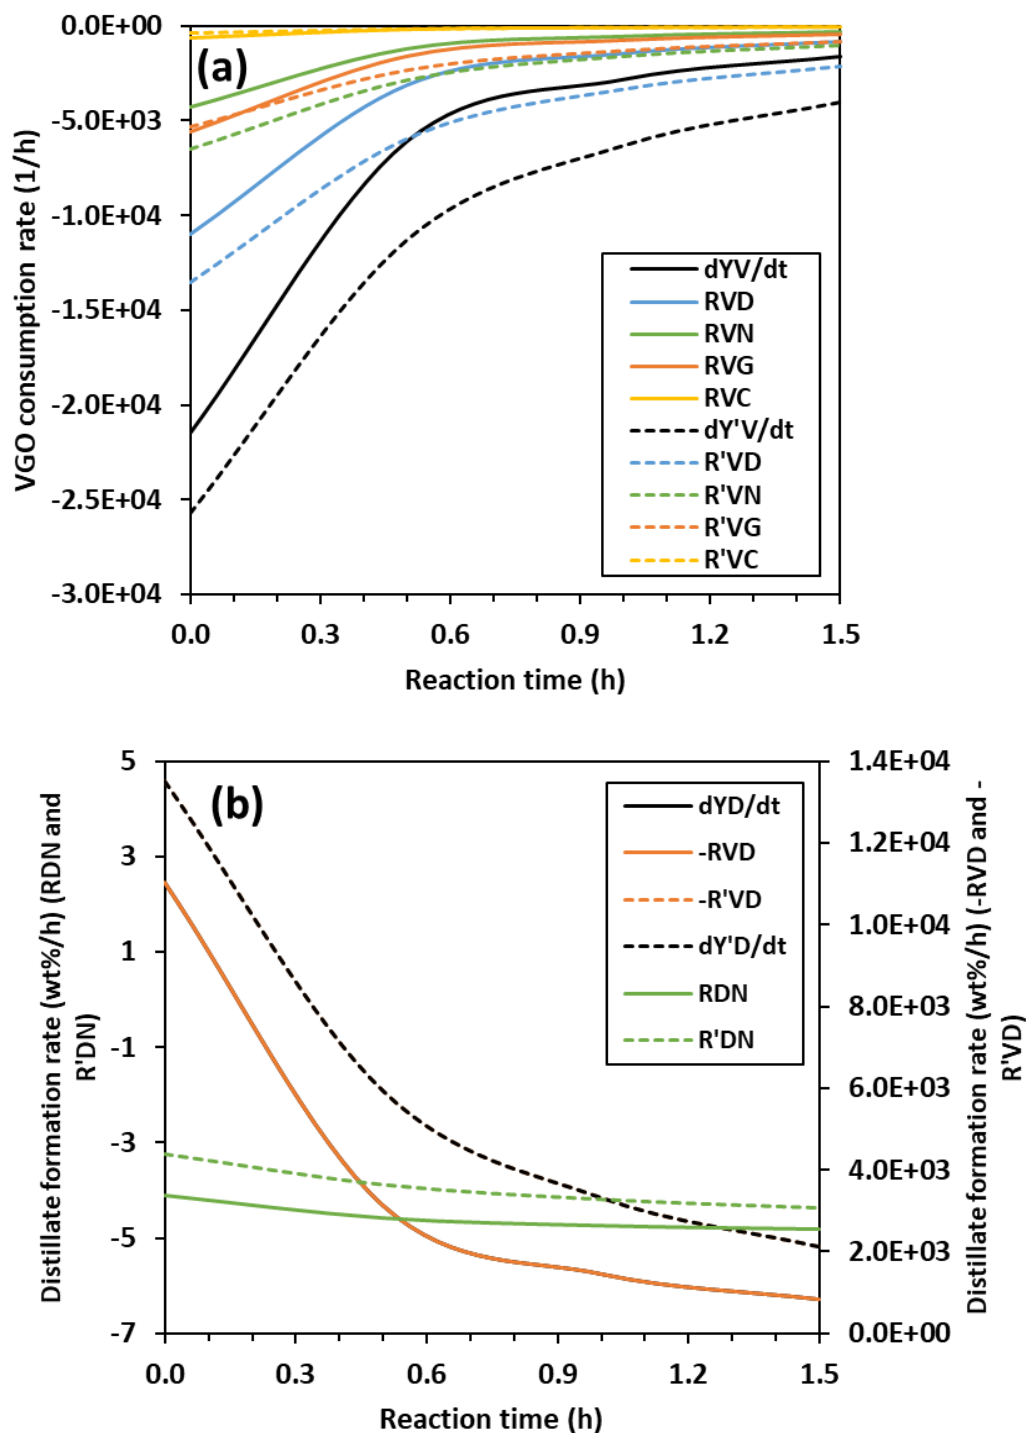 (a)
VGO consumption rate (1/h)
0.0E+00
-5.0E+03
-1.0E+04
-1.5E+04
-2.0E+04
-2.5E+04
-3.0E+04
dYV/dt
RVD
RVN
RVG
RVC
dY'V/dt
R'VD
R'VN
R'VG
R'VC
0.0 0.3 0.6 0.9 1.2 1.5
Reaction time (h)
(b)
Distillate formation rate (wt%/h) (RDN and
R'DN)
5
3
1
-1
-3
-5
-7
dYD/dt
-RVD
-R'VD
dY'D/dt
RDN
R'DN
1.4E+04
1.2E+04
1.0E+04
8.0E+03
6.0E+03
4.0E+03
2.0E+03
0.0E+00
Distillate formation rate (wt%/h) (-RVD and -
R'VD)
0.0 0.3 0.6 0.9 1.2 1.5
Reaction time (h)